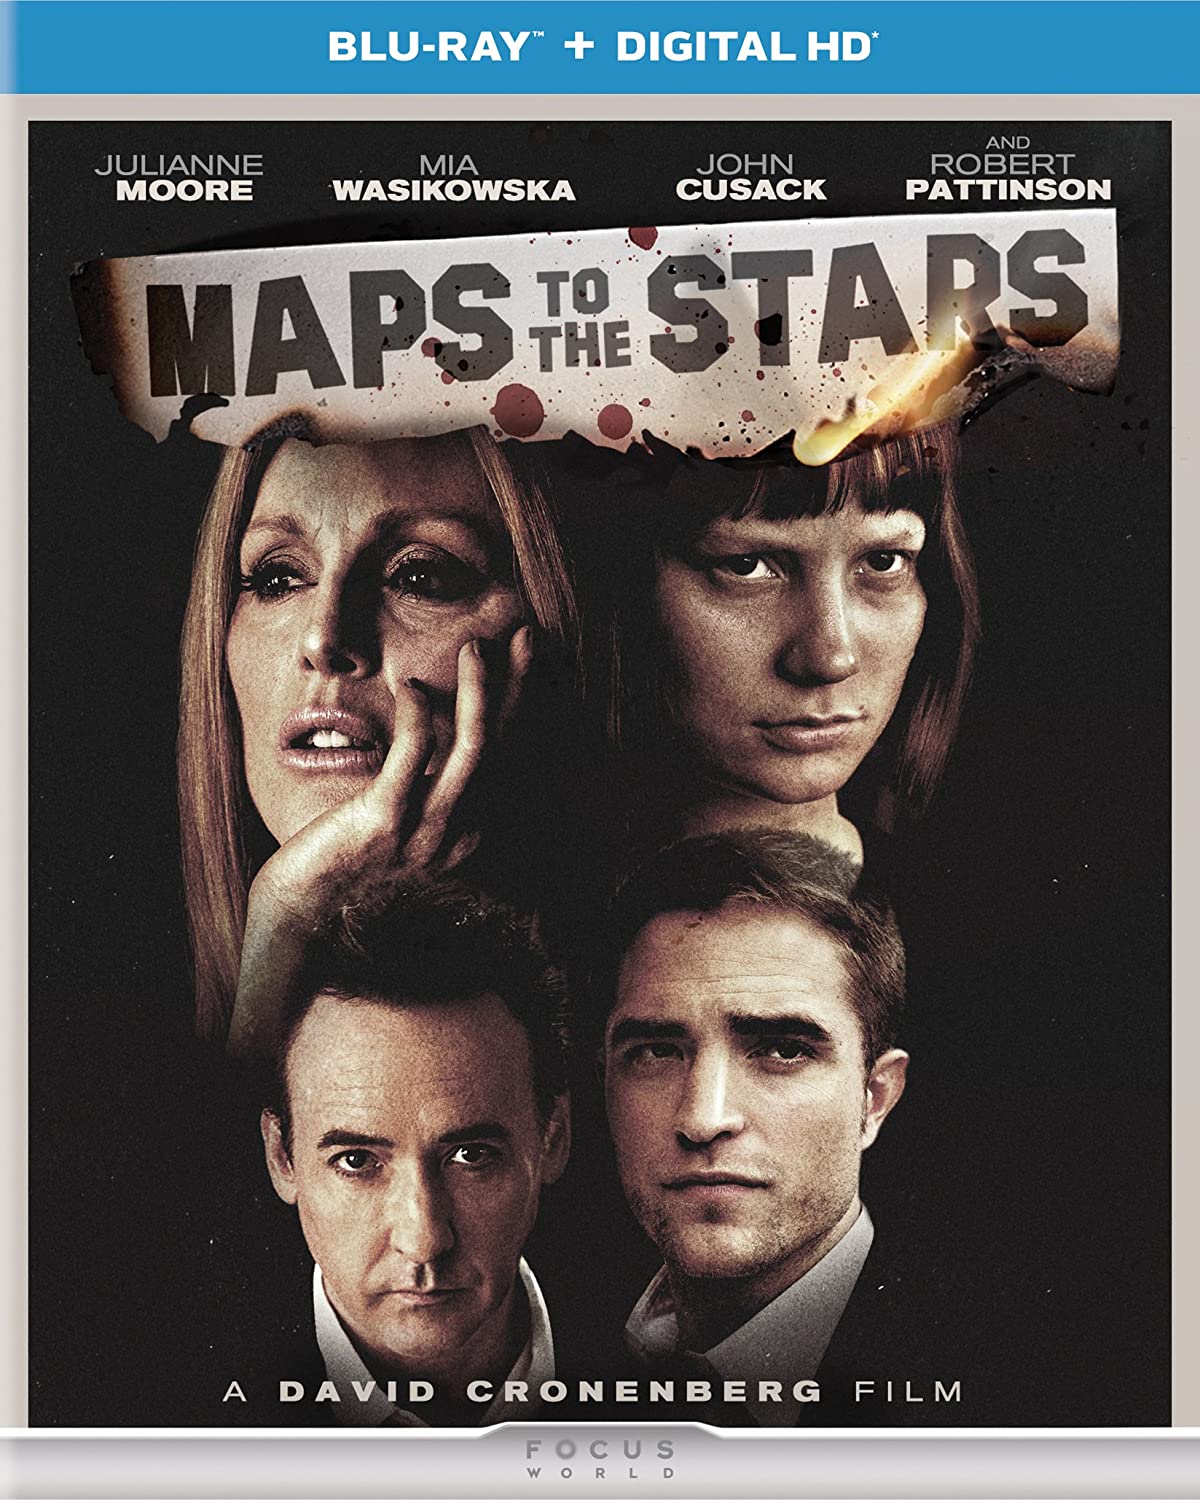 BLU-RAY™ + DIGITAL HD*
JULIANNE MOORE
MIA WASIKOWSKA
JOHN CUSACK
AND ROBERT PATTINSON
MAPS TO THE STARS
A DAVID CRONENBERG FILM
FOCUS
WORLD